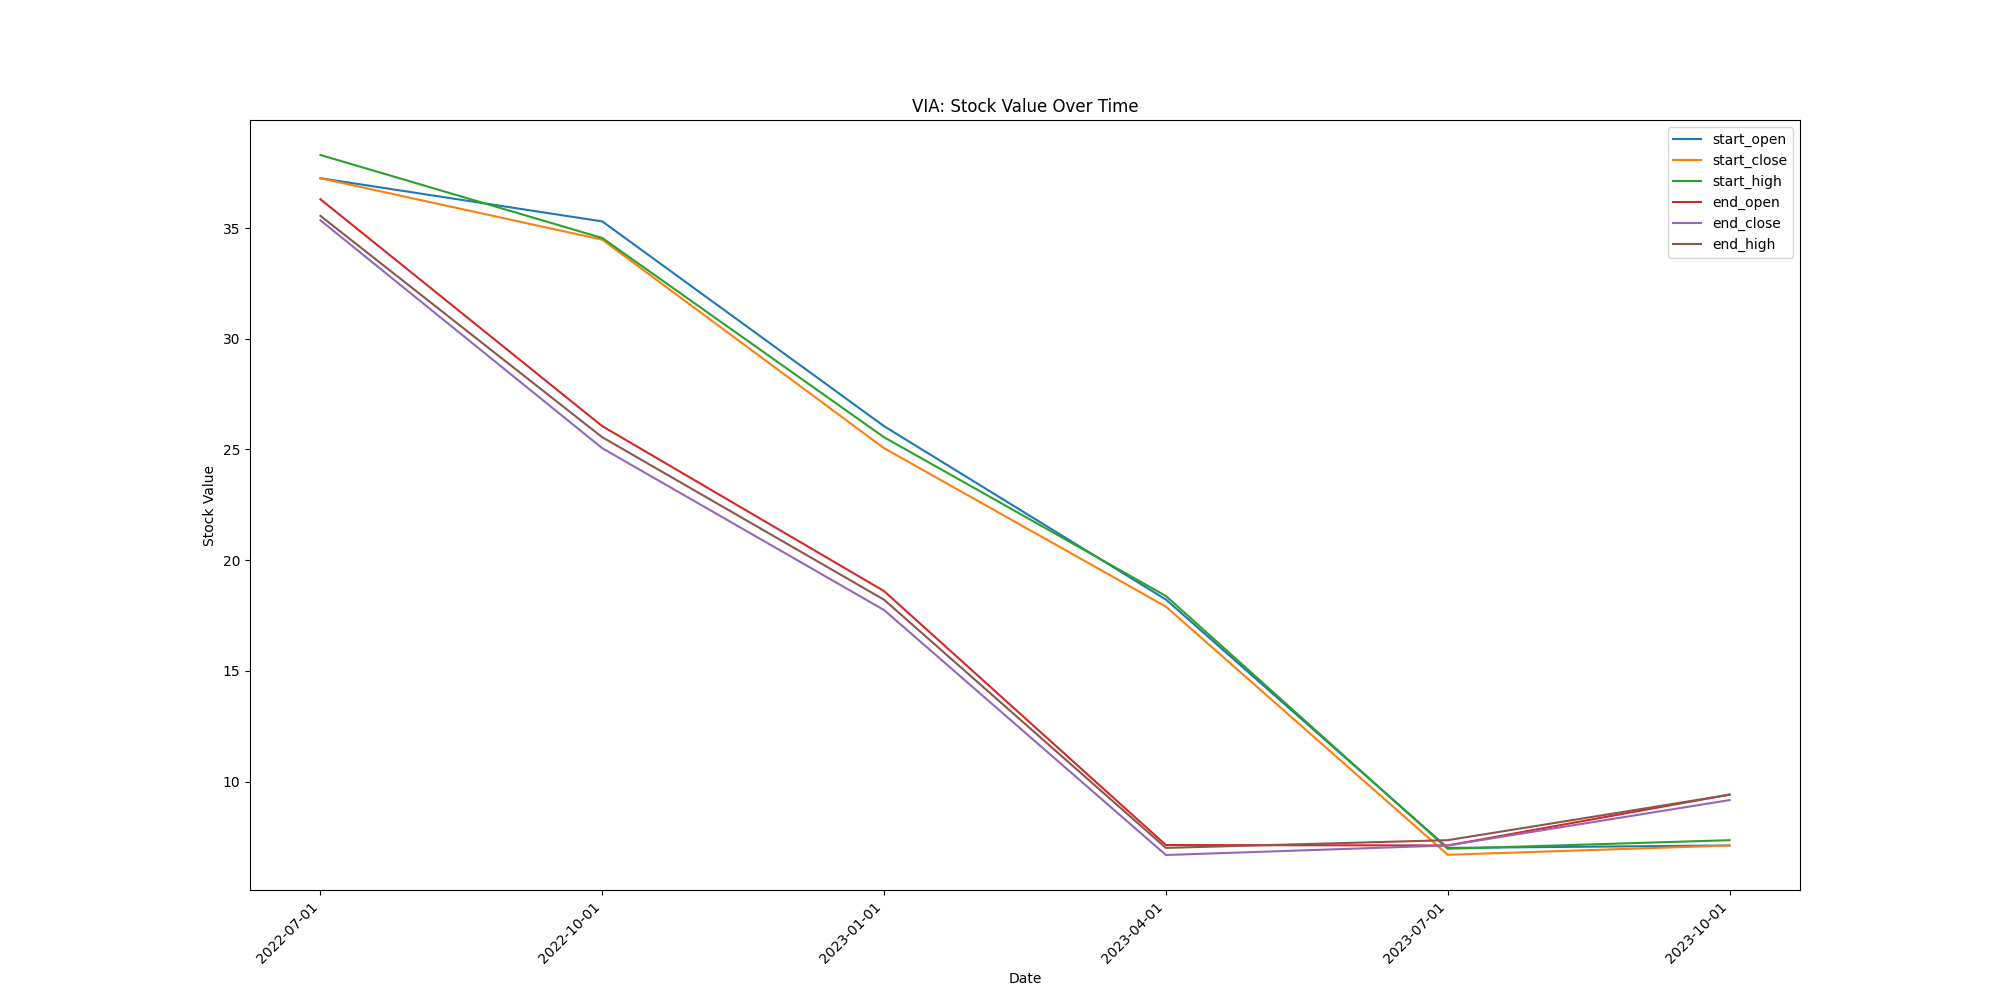 VIA: Stock Value Over Time
start_open
start_close
start_high
end_open
end_close
end_high
Stock Value
35
30
25
20
15
10
2022-07-01
2022-10-01
2023-01-01
2023-04-01
2023-07-01
2023-10-01
Date